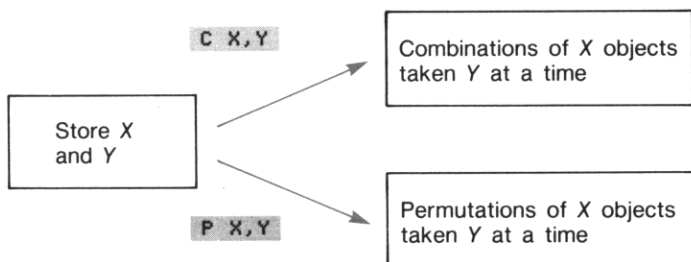 C X,Y
Combinations of X objects
taken Y at a time
Store X
and Y
P X,Y
Permutations of X objects
taken Y at a time